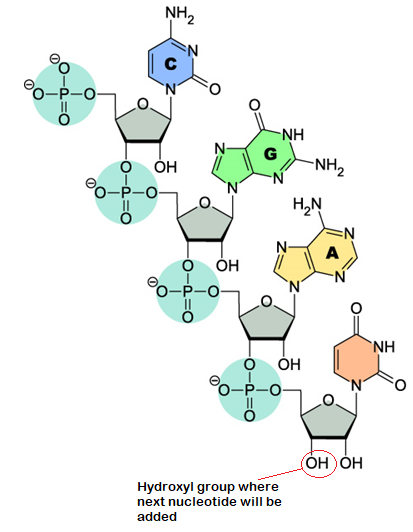 NH₂
N
C
N
O
⊖
O
⊖
O–P–O
O
O
O
OH
O
NH
G
N
N
N
NH₂
⊖
O–P–O
O
O
O
OH
H₂N
N
A
N
N
N
⊖
O–P–O
O
O
O
OH
O
NH
N
O
⊖
O–P–O
O
O
OH OH
Hydroxyl group where
next nucleotide will be
added